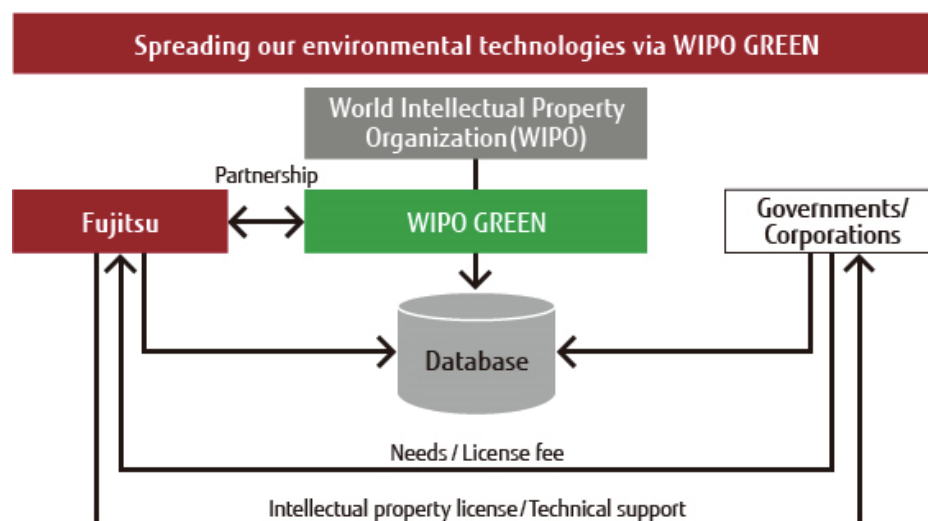 Spreading our environmental technologies via WIPO GREEN
World Intellectual Property
Organization(WIPO)
Partnership
Fujitsu
WIPO GREEN
Governments/
Corporations
Database
Needs / License fee
Intellectual property license/Technical support